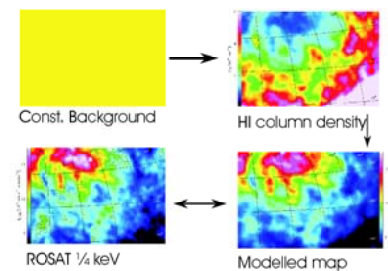 Const. Background
HI column density
ROSAT ¼ keV
Modelled map